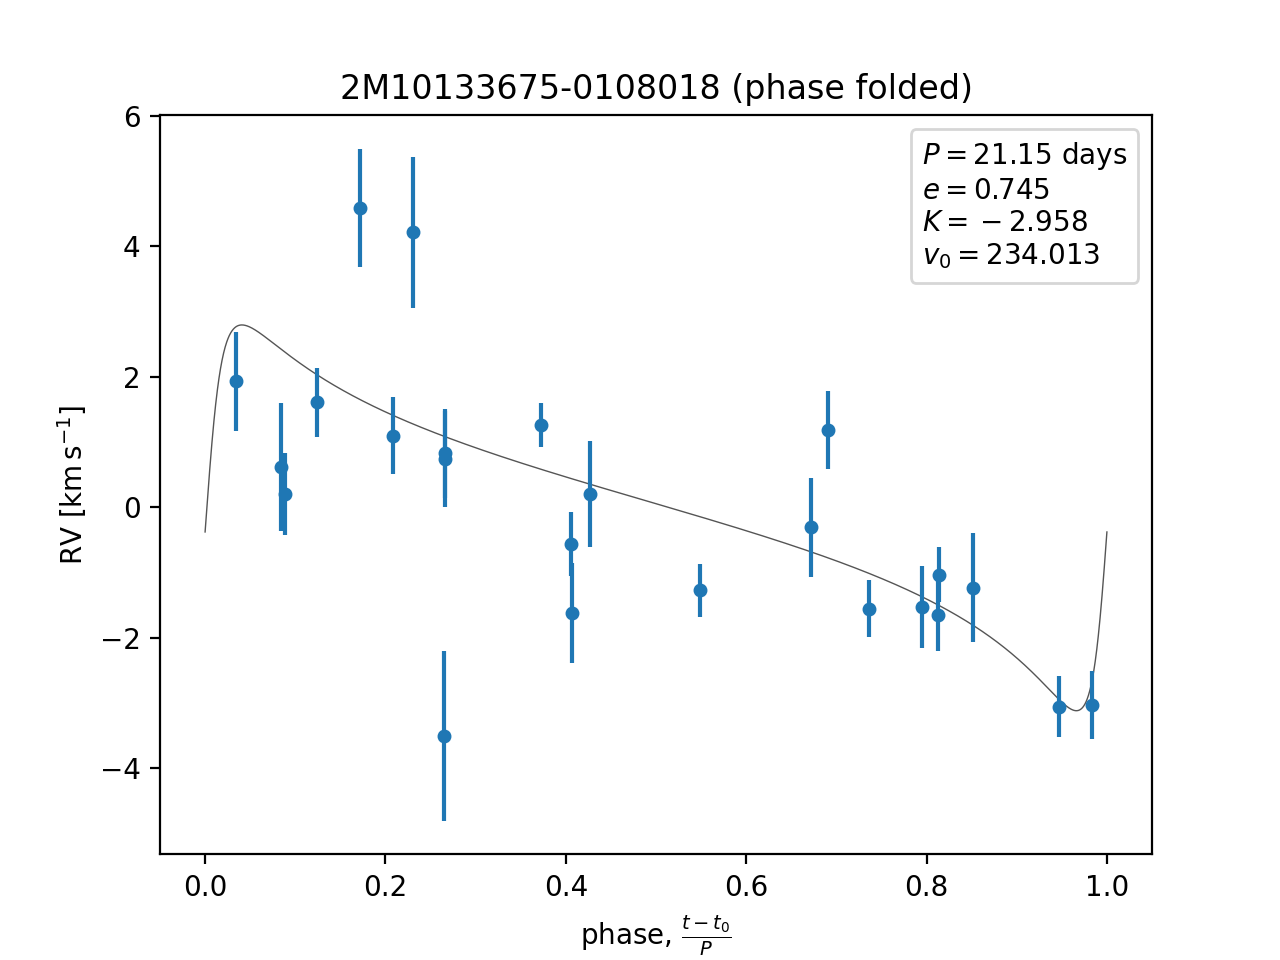 2M10133675-0108018 (phase folded)
P = 21.15 days
e = 0.745
K = −2.958
v₀ = 234.013
6
4
2
0
−2
−4
RV [km s⁻¹]
0.0 0.2 0.4 0.6 0.8 1.0
phase, (t − t₀)/P